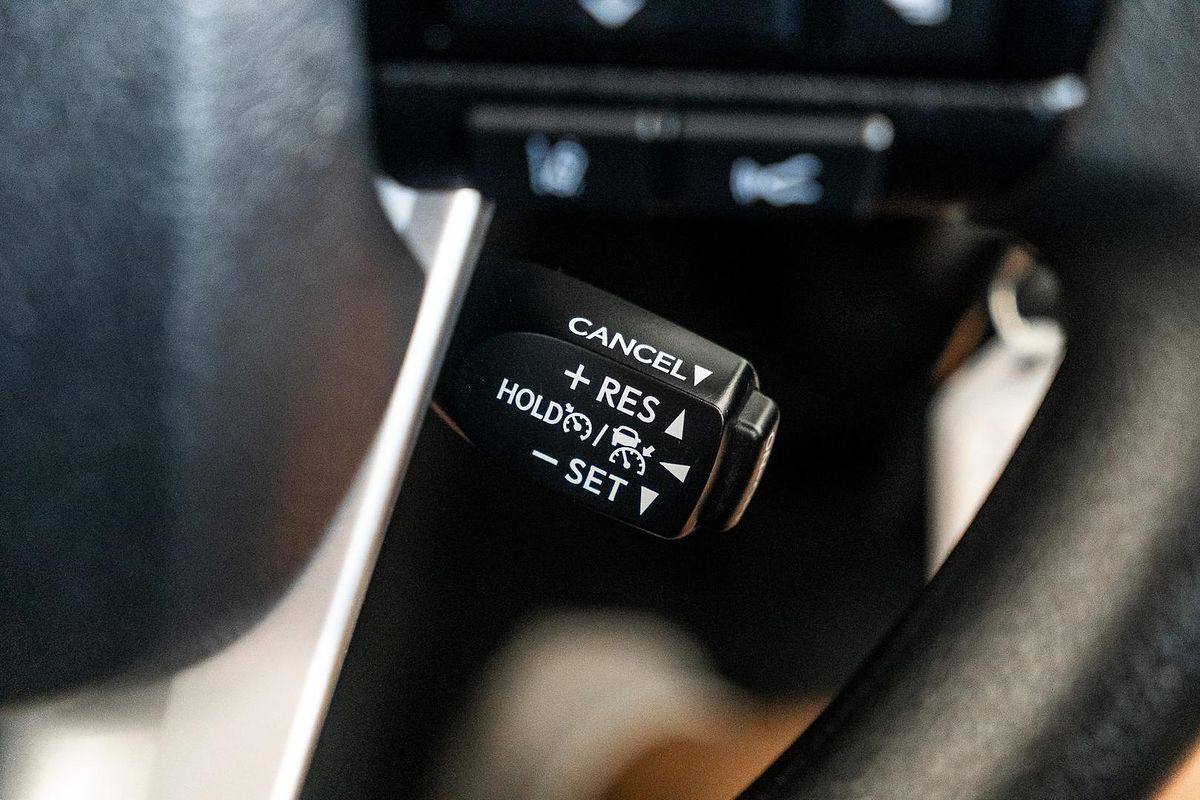 CANCEL▼
+ RES ▲
HOLD /
− SET ▼